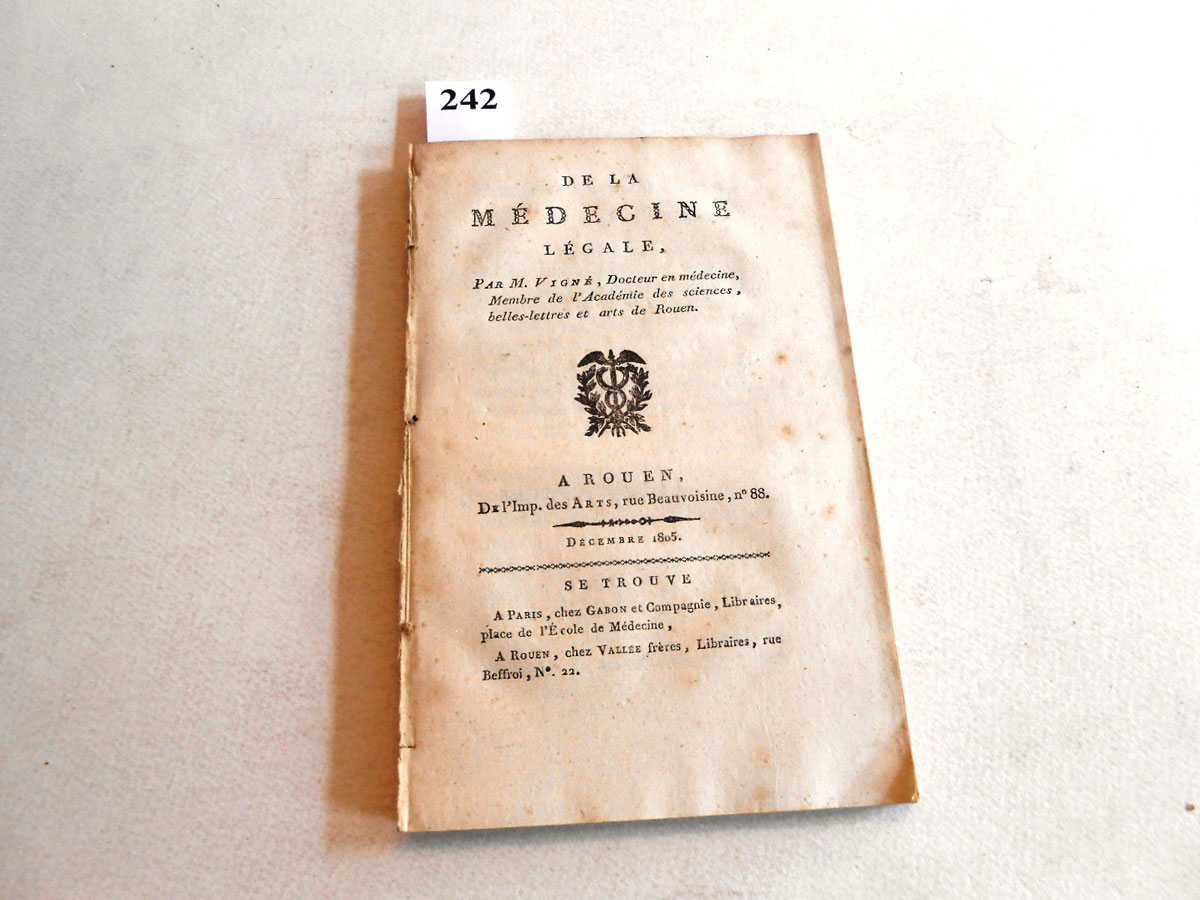 242
DE LA
MÉDECINE
LÉGALE,
PAR M. VIGNÉ, Docteur en médecine,
Membre de l'Académie des sciences,
belles-lettres et arts de Rouen.
A ROUEN,
De l'Imp. des ARTS, rue Beauvoisine, nº 88.
DÉCEMBRE 1805.
SE TROUVE
A PARIS, chez GABON et Compagnie, Libraires,
place de l'École de Médecine,
A ROUEN, chez VALLÉE frères, Libraires, rue
Beffroi, Nº. 22.